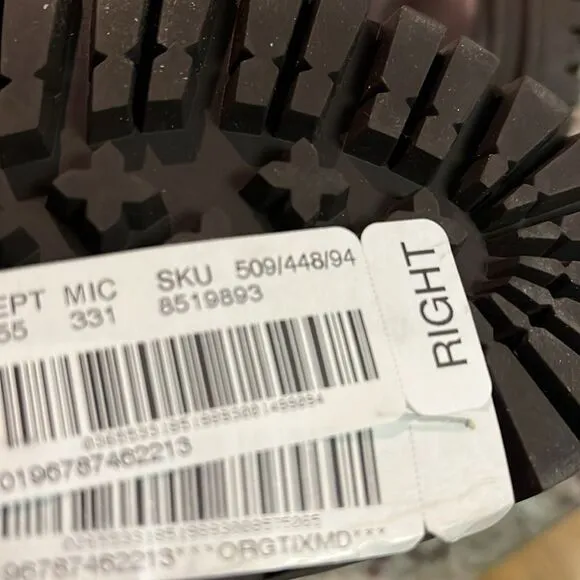 EPT MIC SKU 509/448/94
55 331 8519893
RIGHT
0196787462213
96787462213***ORGTiXMD***